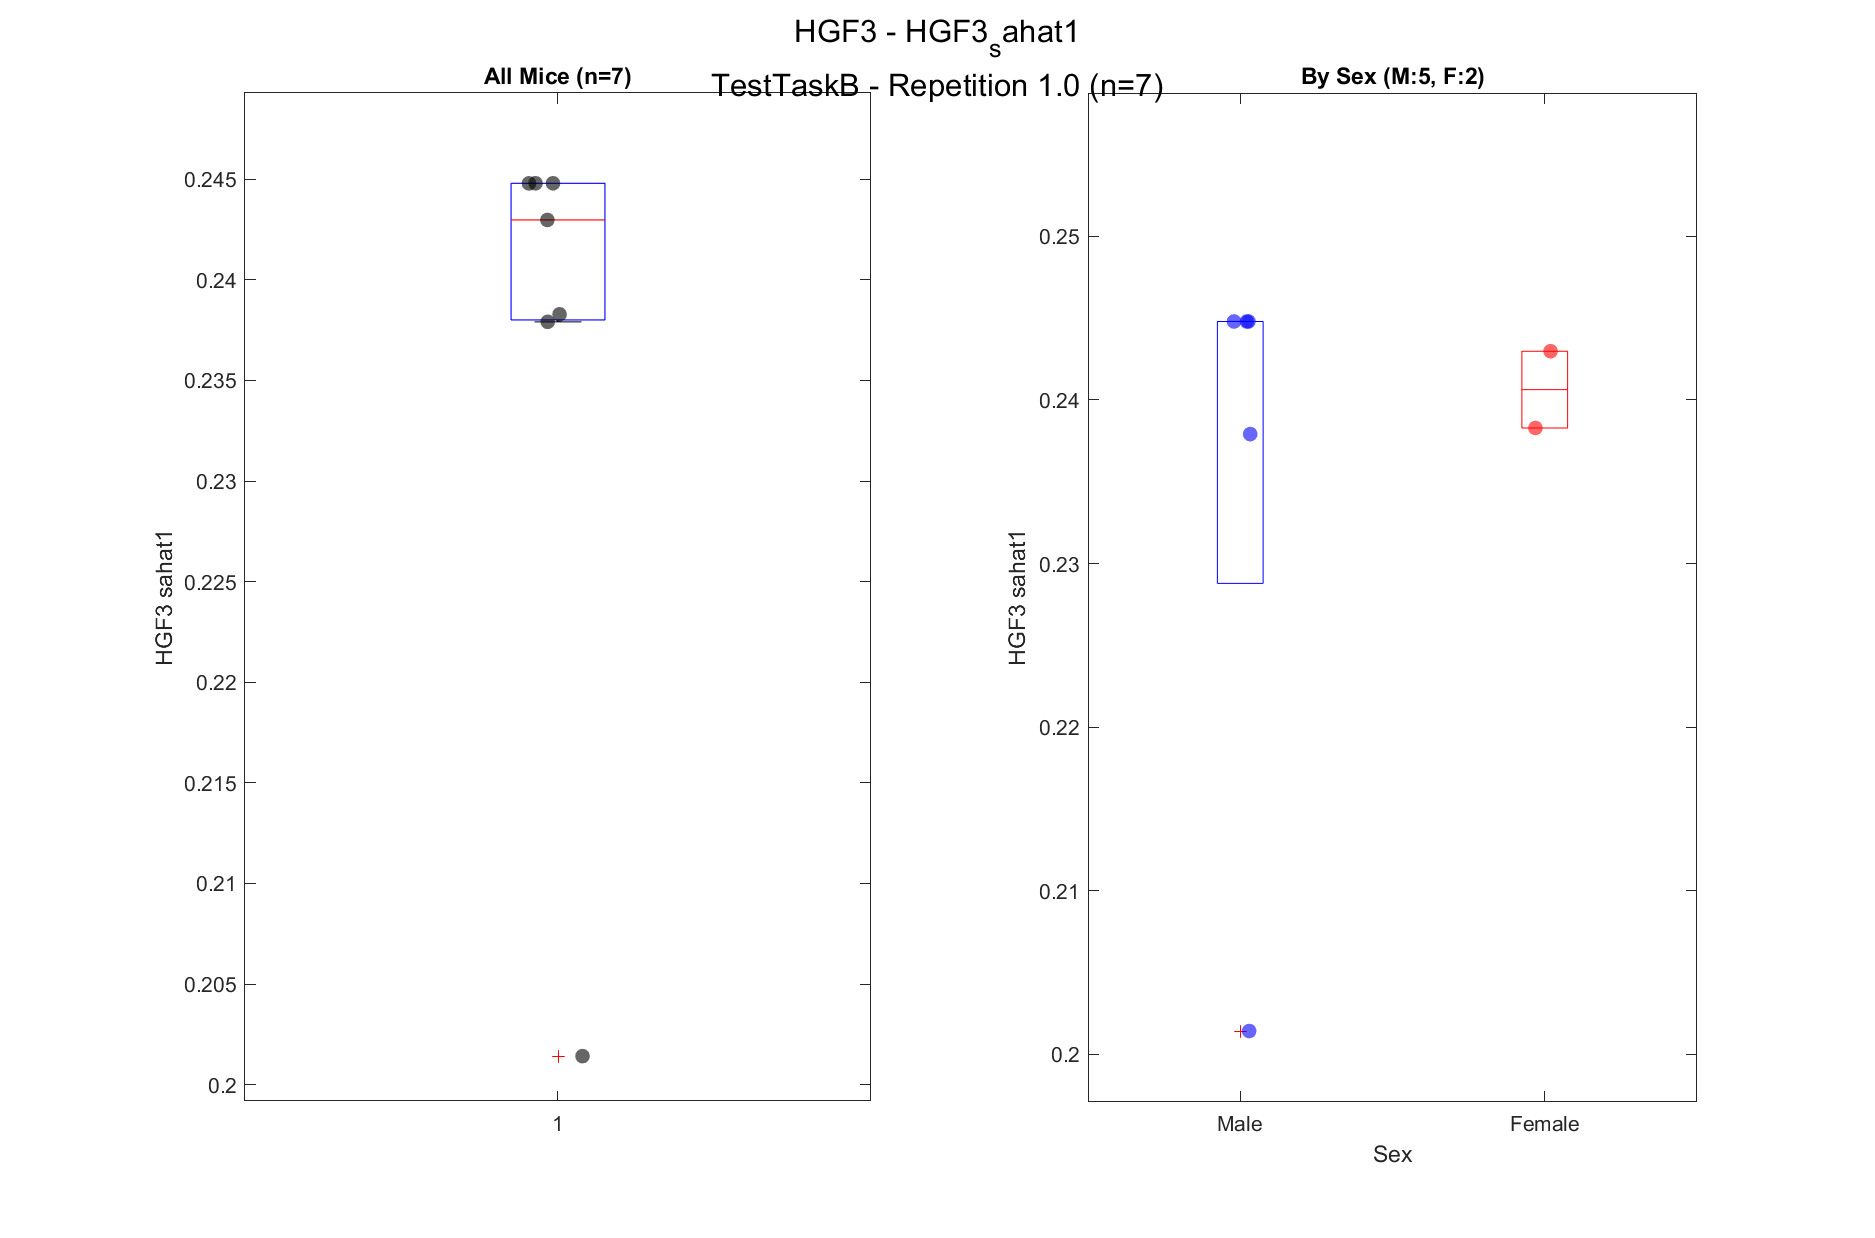 HGF3 - HGF3sahat1
TestTaskB - Repetition 1.0 (n=7)
All Mice (n=7)
HGF3 sahat1
0.245
0.24
0.235
0.23
0.225
0.22
0.215
0.21
0.205
0.2
1
By Sex (M:5, F:2)
HGF3 sahat1
0.25
0.24
0.23
0.22
0.21
0.2
Male
Female
Sex